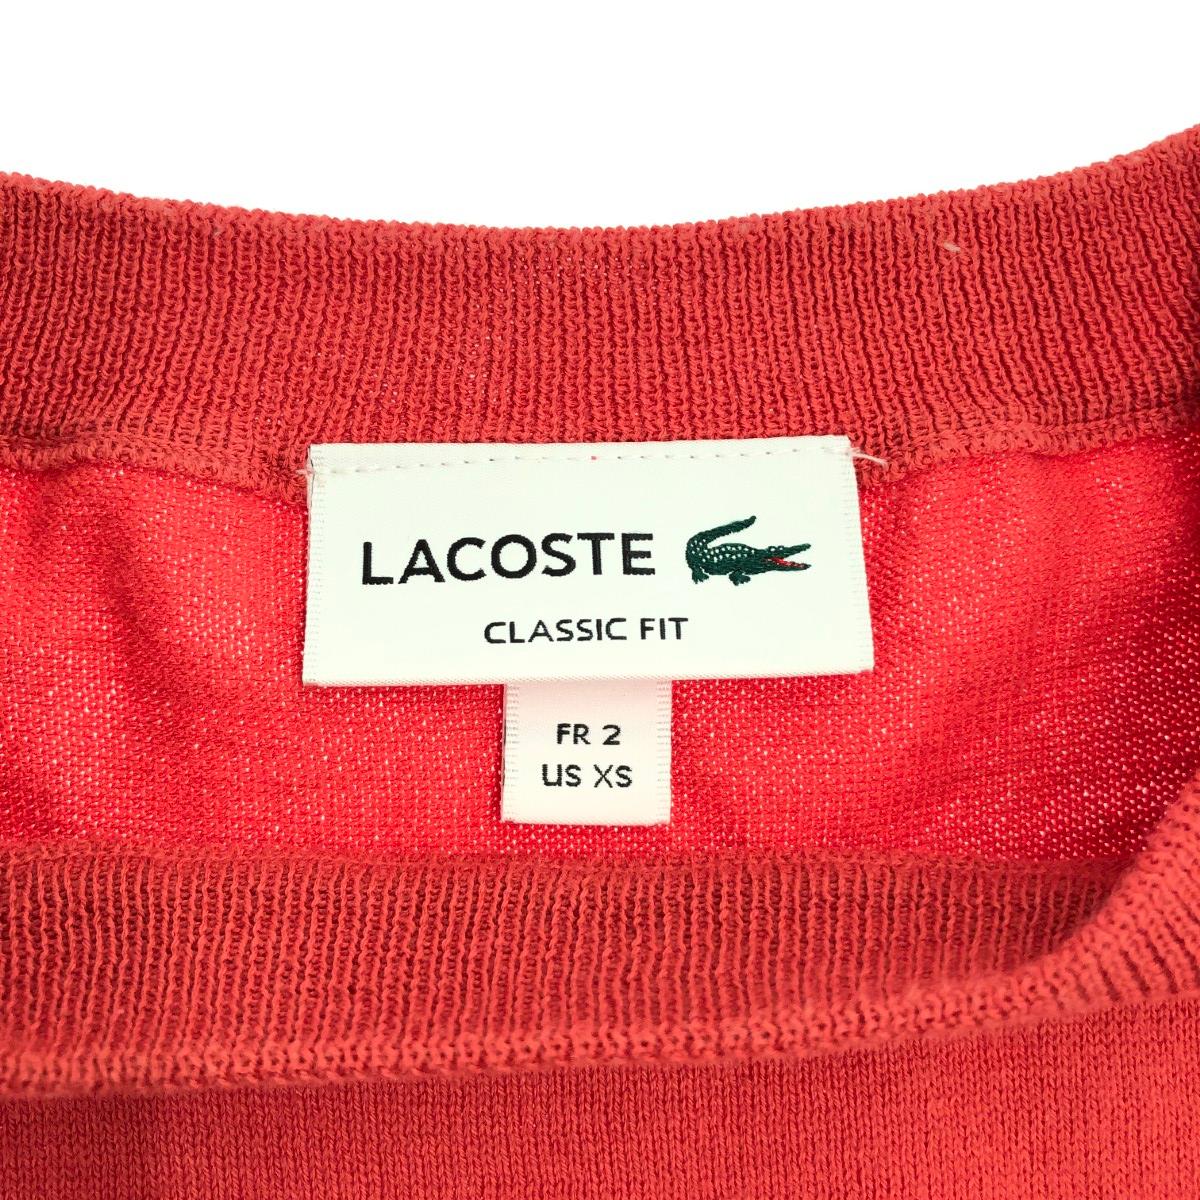 LACOSTE
CLASSIC FIT
FR 2
US XS